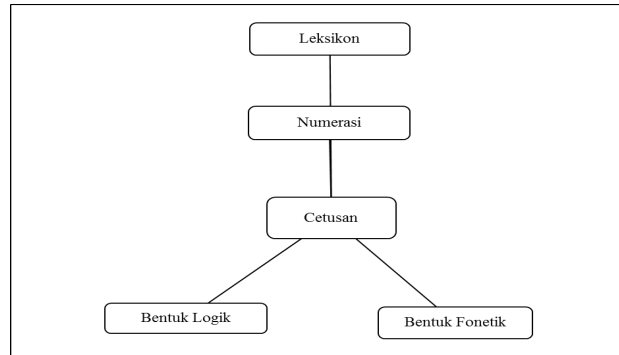 Leksikon
Numerasi
Cetusan
Bentuk Logik
Bentuk Fonetik